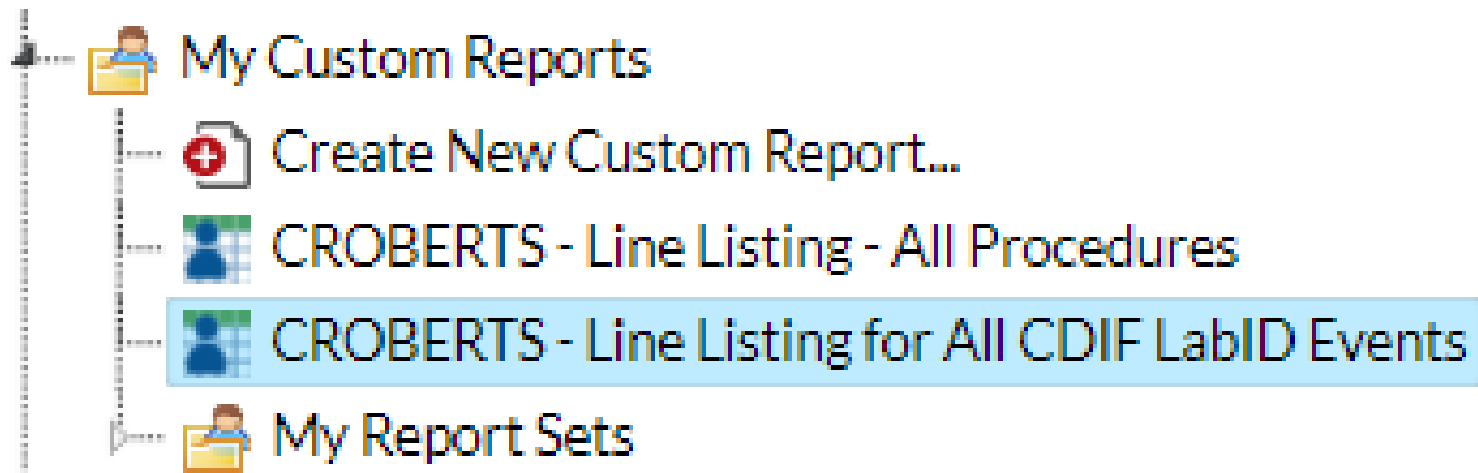 My Custom Reports
Create New Custom Report...
CROBERTS - Line Listing - All Procedures
CROBERTS - Line Listing for All CDIF LabID Events
My Report Sets